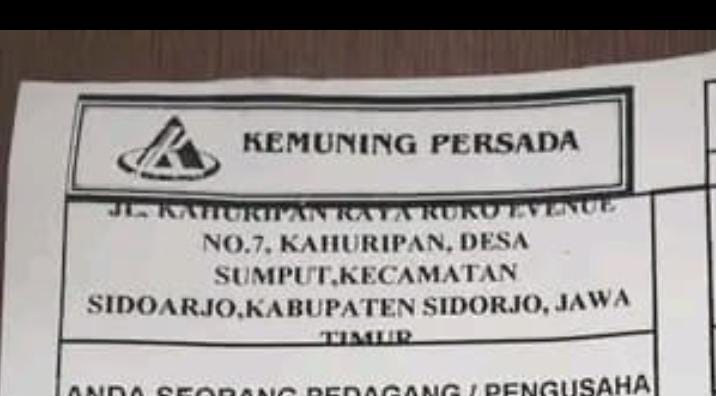 KEMUNING PERSADA
JL. KAHURIPAN RAYA RUKO EVENUE
NO.7, KAHURIPAN, DESA
SUMPUT,KECAMATAN
SIDOARJO,KABUPATEN SIDORJO, JAWA
TIMUR
ANDA SEORANG PEDAGANG / PENGUSAHA